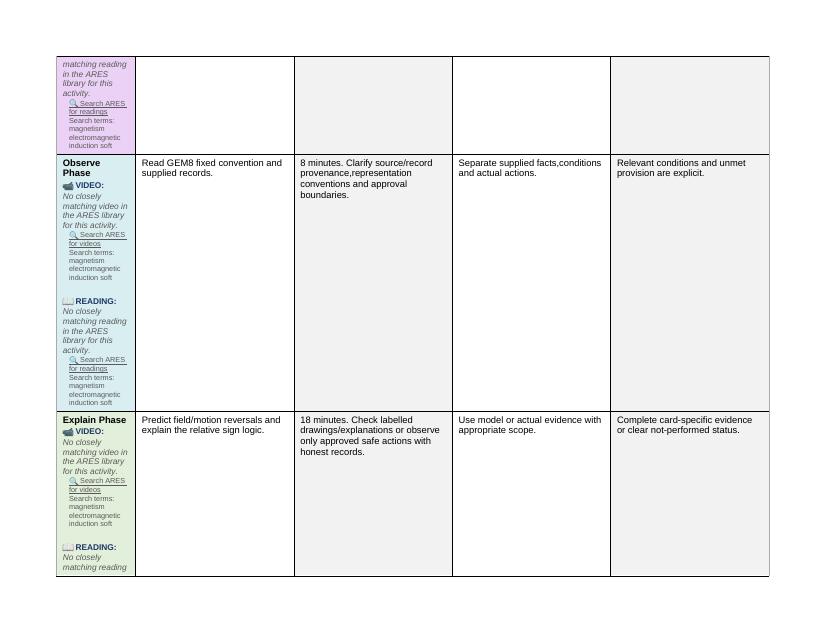 matching reading
in the ARES
library for this
activity.
🔍 Search ARES
for readings
Search terms:
magnetism
electromagnetic
induction soft
Observe
Phase
📹 VIDEO:
No closely
matching video in
the ARES library
for this activity.
🔍 Search ARES
for videos
Search terms:
magnetism
electromagnetic
induction soft
📖 READING:
No closely
matching reading
in the ARES
library for this
activity.
🔍 Search ARES
for readings
Search terms:
magnetism
electromagnetic
induction soft
Read GEM8 fixed convention and
supplied records.
8 minutes. Clarify source/record
provenance,representation
conventions and approval
boundaries.
Separate supplied facts,conditions
and actual actions.
Relevant conditions and unmet
provision are explicit.
Explain Phase
📹 VIDEO:
No closely
matching video in
the ARES library
for this activity.
🔍 Search ARES
for videos
Search terms:
magnetism
electromagnetic
induction soft
📖 READING:
No closely
matching reading
Predict field/motion reversals and
explain the relative sign logic.
18 minutes. Check labelled
drawings/explanations or observe
only approved safe actions with
honest records.
Use model or actual evidence with
appropriate scope.
Complete card-specific evidence
or clear not-performed status.